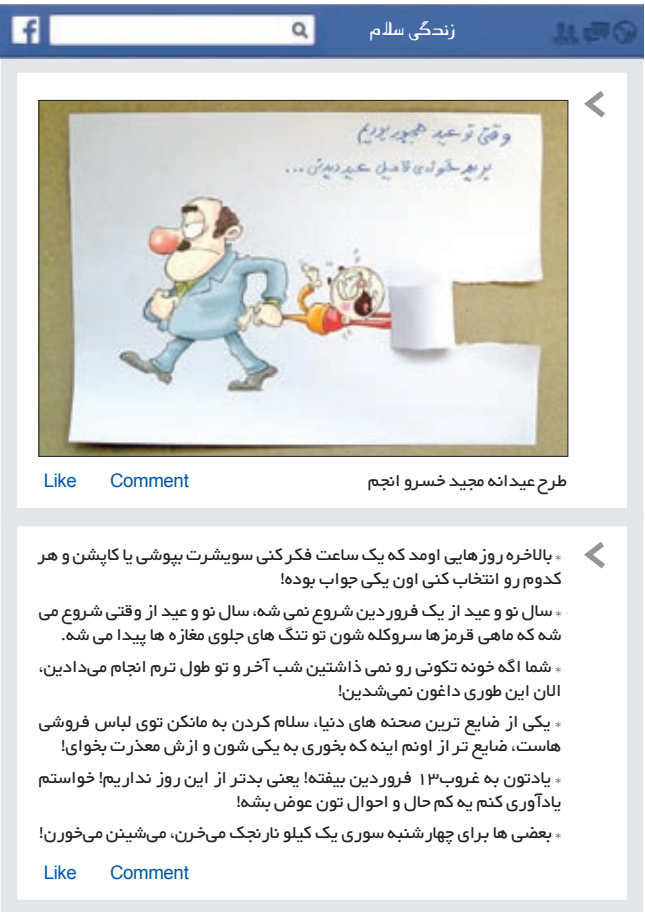 زندگی سلام
وقتی تو عید مجبور بودیم
بریم خونه‌ی فامیل عید دیدنی ...
طرح عیدانه مجید خسرو انجم
Like Comment
* بالاخره روزهایی اومد که یک ساعت فکر کنی سویشرت بپوشی یا کاپشن و هر
کدوم رو انتخاب کنی اون یکی جواب بوده!
* سال نو و عید از یک فروردین شروع نمی شه، سال نو و عید از وقتی شروع می
شه که ماهی قرمزها سروکله شون تو تنگ های جلوی مغازه ها پیدا می شه.
* شما اگه خونه تکونی رو نمی ذاشتین شب آخر و تو طول ترم انجام می‌دادین،
الان این طوری داغون نمی‌شدین!
* یکی از ضایع ترین صحنه های دنیا، سلام کردن به مانکن توی لباس فروشی
هاست، ضایع تر از اونم اینه که بخوری به یکی شون و ازش معذرت بخوای!
* یادتون به غروب۱۳ فروردین بیفته! یعنی بدتر از این روز نداریم! خواستم
یادآوری کنم یه کم حال و احوال تون عوض بشه!
* بعضی ها برای چهارشنبه سوری یک کیلو نارنجک می‌خرن، می‌شینن می‌خورن!
Like Comment